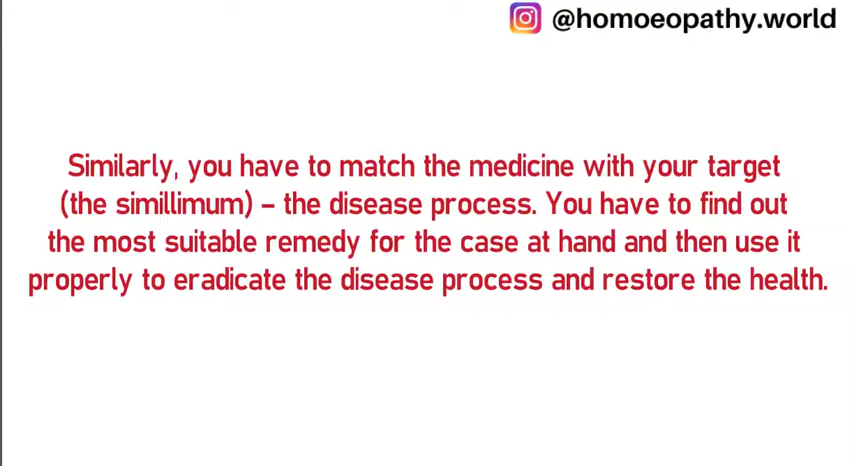 @homoeopathy.world
Similarly, you have to match the medicine with your target
(the simillimum) – the disease process. You have to find out
the most suitable remedy for the case at hand and then use it
properly to eradicate the disease process and restore the health.